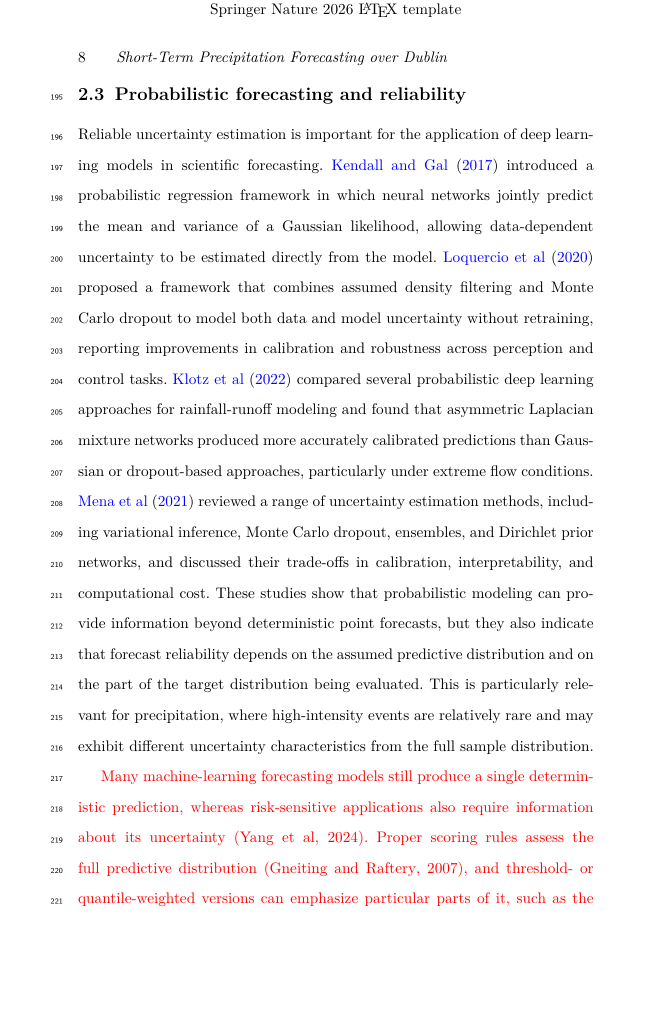 Springer Nature 2026 LATEX template
8 Short-Term Precipitation Forecasting over Dublin
195 2.3 Probabilistic forecasting and reliability
196 Reliable uncertainty estimation is important for the application of deep learn-
197 ing models in scientific forecasting. Kendall and Gal (2017) introduced a
198 probabilistic regression framework in which neural networks jointly predict
199 the mean and variance of a Gaussian likelihood, allowing data-dependent
200 uncertainty to be estimated directly from the model. Loquercio et al (2020)
201 proposed a framework that combines assumed density filtering and Monte
202 Carlo dropout to model both data and model uncertainty without retraining,
203 reporting improvements in calibration and robustness across perception and
204 control tasks. Klotz et al (2022) compared several probabilistic deep learning
205 approaches for rainfall-runoff modeling and found that asymmetric Laplacian
206 mixture networks produced more accurately calibrated predictions than Gaus-
207 sian or dropout-based approaches, particularly under extreme flow conditions.
208 Mena et al (2021) reviewed a range of uncertainty estimation methods, includ-
209 ing variational inference, Monte Carlo dropout, ensembles, and Dirichlet prior
210 networks, and discussed their trade-offs in calibration, interpretability, and
211 computational cost. These studies show that probabilistic modeling can pro-
212 vide information beyond deterministic point forecasts, but they also indicate
213 that forecast reliability depends on the assumed predictive distribution and on
214 the part of the target distribution being evaluated. This is particularly rele-
215 vant for precipitation, where high-intensity events are relatively rare and may
216 exhibit different uncertainty characteristics from the full sample distribution.
217 Many machine-learning forecasting models still produce a single determin-
218 istic prediction, whereas risk-sensitive applications also require information
219 about its uncertainty (Yang et al, 2024). Proper scoring rules assess the
220 full predictive distribution (Gneiting and Raftery, 2007), and threshold- or
221 quantile-weighted versions can emphasize particular parts of it, such as the